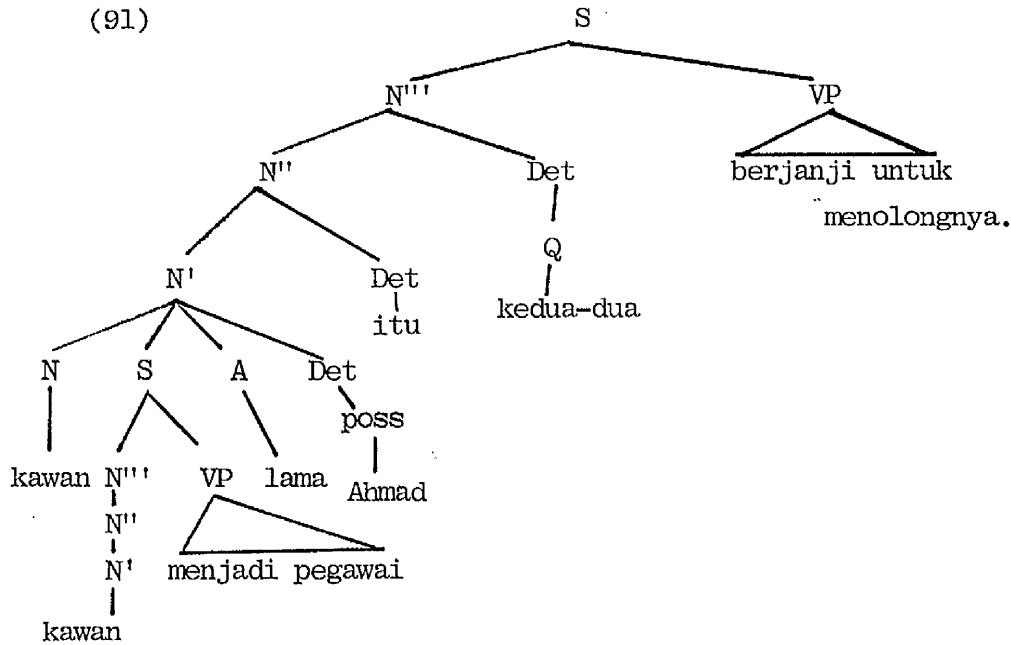 (91)
S
N''' VP
N'' Det berjanji untuk
menolongnya.
N' Det Q
itu kedua-dua
N S A Det
poss
kawan N''' VP lama Ahmad
N''
N' menjadi pegawai
kawan